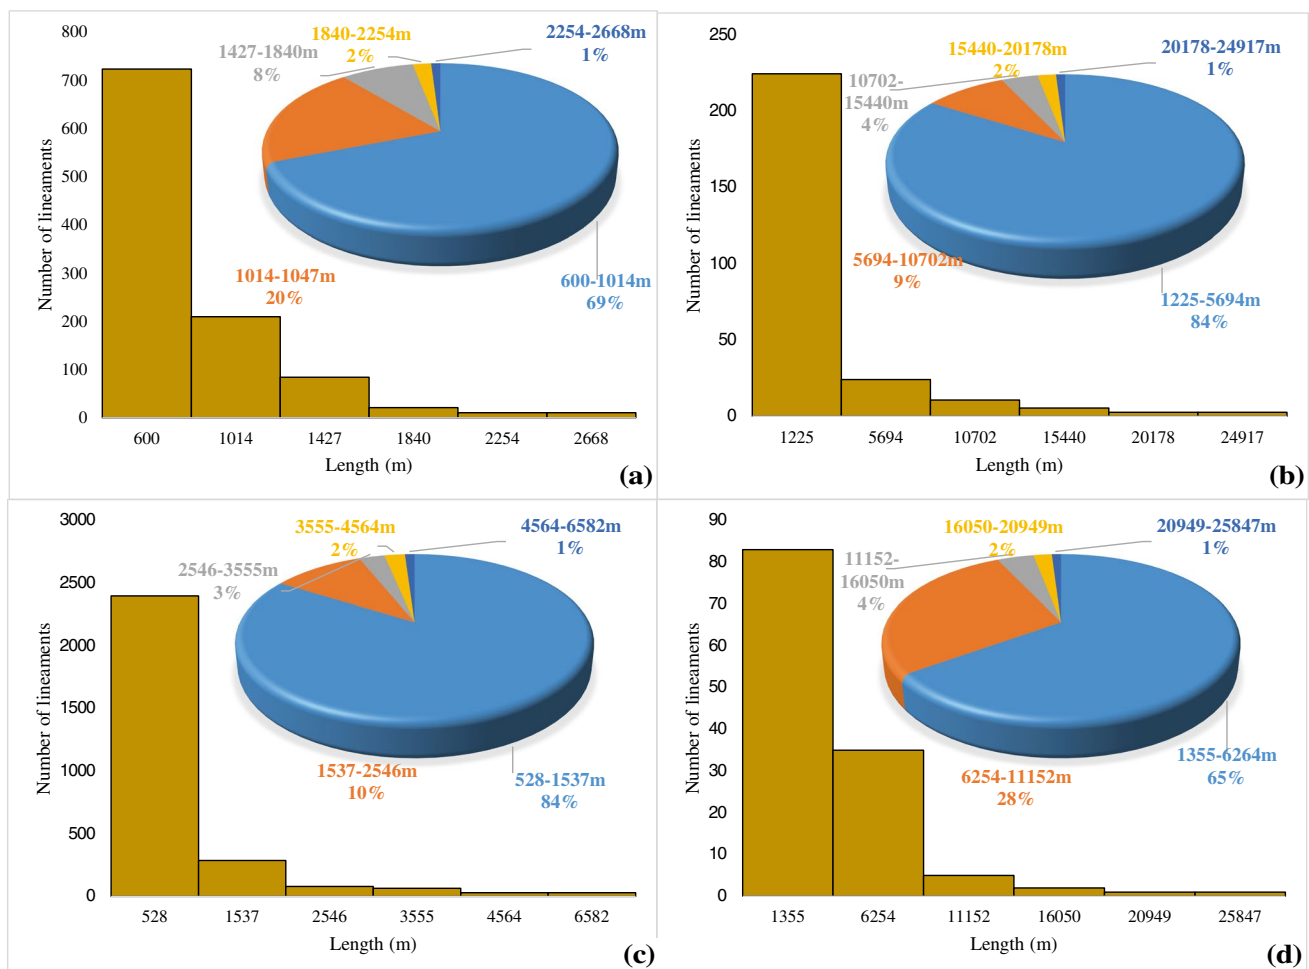 800
700
600
500
400
300
200
100
0
Number of lineaments
1840-2254m
2%
2254-2668m
1%
1427-1840m
8%
1014-1047m
20%
600-1014m
69%
600 1014 1427 1840 2254 2668
Length (m)
(a)
250
200
150
100
50
0
Number of lineaments
15440-20178m
2%
20178-24917m
1%
10702-
15440m
4%
5694-10702m
9%
1225-5694m
84%
1225 5694 10702 15440 20178 24917
Length (m)
(b)
3000
2500
2000
1500
1000
500
0
Number of lineaments
3555-4564m
2%
4564-6582m
1%
2546-3555m
3%
1537-2546m
10%
528-1537m
84%
528 1537 2546 3555 4564 6582
Length (m)
(c)
90
80
70
60
50
40
30
20
10
0
Number of lineaments
16050-20949m
2%
20949-25847m
1%
11152-
16050m
4%
6254-11152m
28%
1355-6264m
65%
1355 6254 11152 16050 20949 25847
Length (m)
(d)